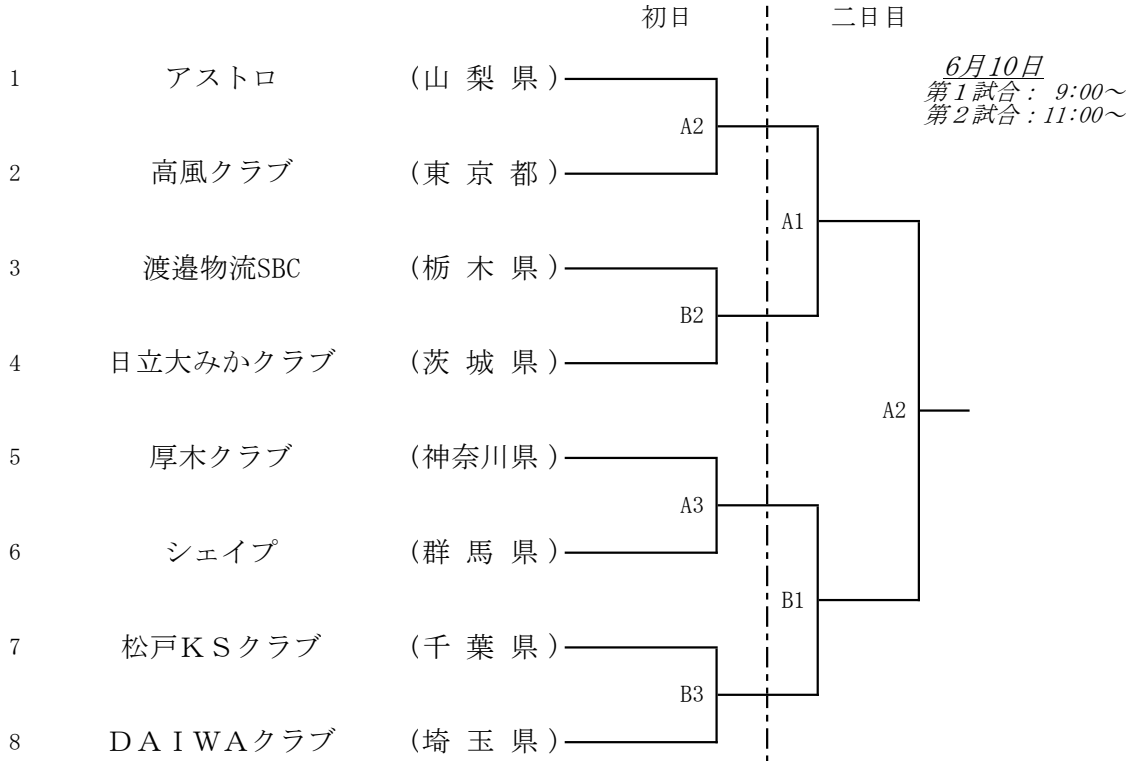 初日 二日目
6月10日
1 アストロ (山 梨 県)
第１試合： 9:00～
第２試合：11:00～
A2
2 高風クラブ (東 京 都)
A1
3 渡邉物流SBC (栃 木 県)
B2
4 日立大みかクラブ (茨 城 県)
A2
5 厚木クラブ (神奈川県)
A3
6 シェイプ (群 馬 県)
B1
7 松戸ＫＳクラブ (千 葉 県)
B3
8 ＤＡＩＷＡクラブ (埼 玉 県)